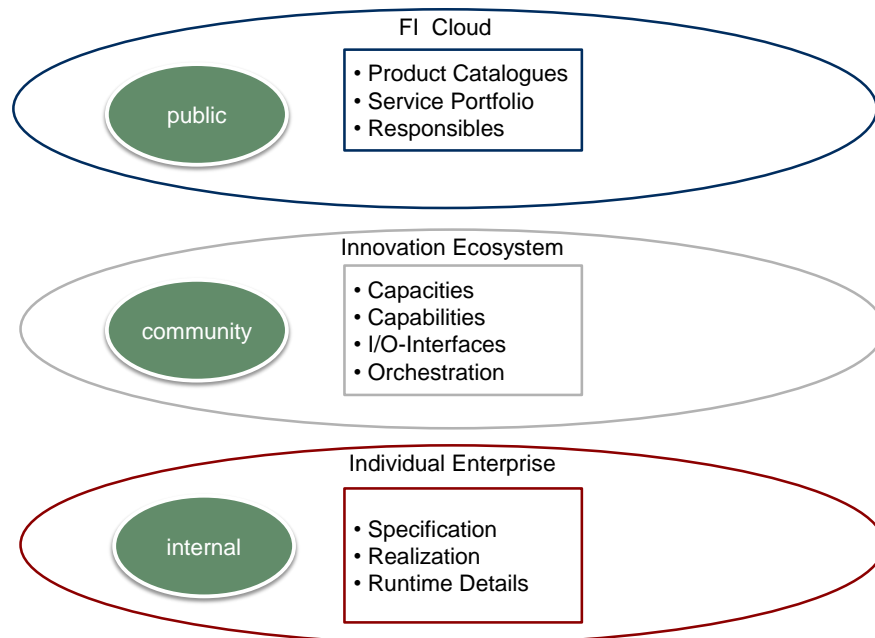 FI Cloud
public
• Product Catalogues
• Service Portfolio
• Responsibles
Innovation Ecosystem
community
• Capacities
• Capabilities
• I/O-Interfaces
• Orchestration
Individual Enterprise
internal
• Specification
• Realization
• Runtime Details